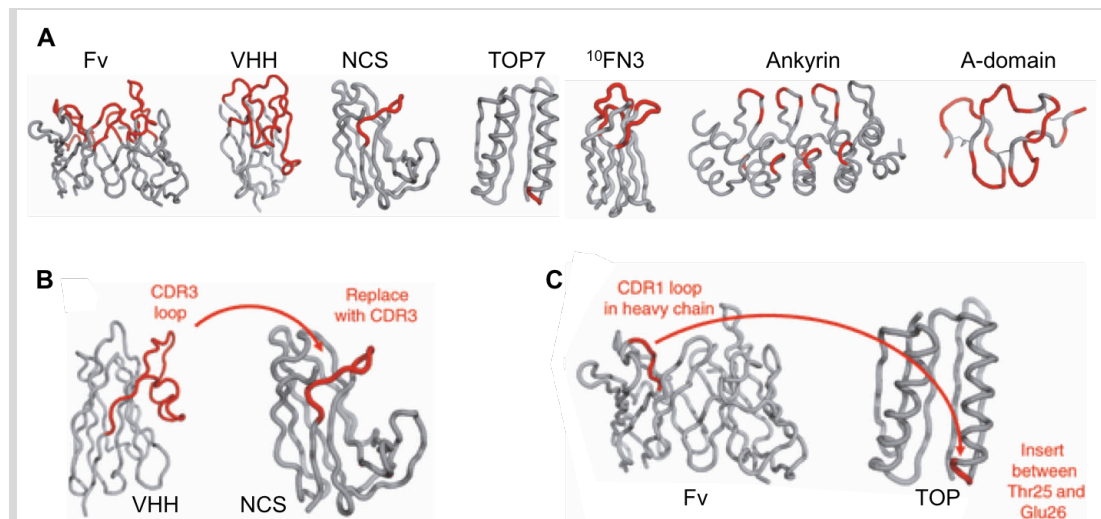 A
Fv VHH NCS TOP7 ¹⁰FN3 Ankyrin A-domain
B
CDR3
loop
Replace
with CDR3
VHH NCS
C
CDR1 loop
in heavy chain
Insert
between
Thr25 and
Glu26
Fv TOP